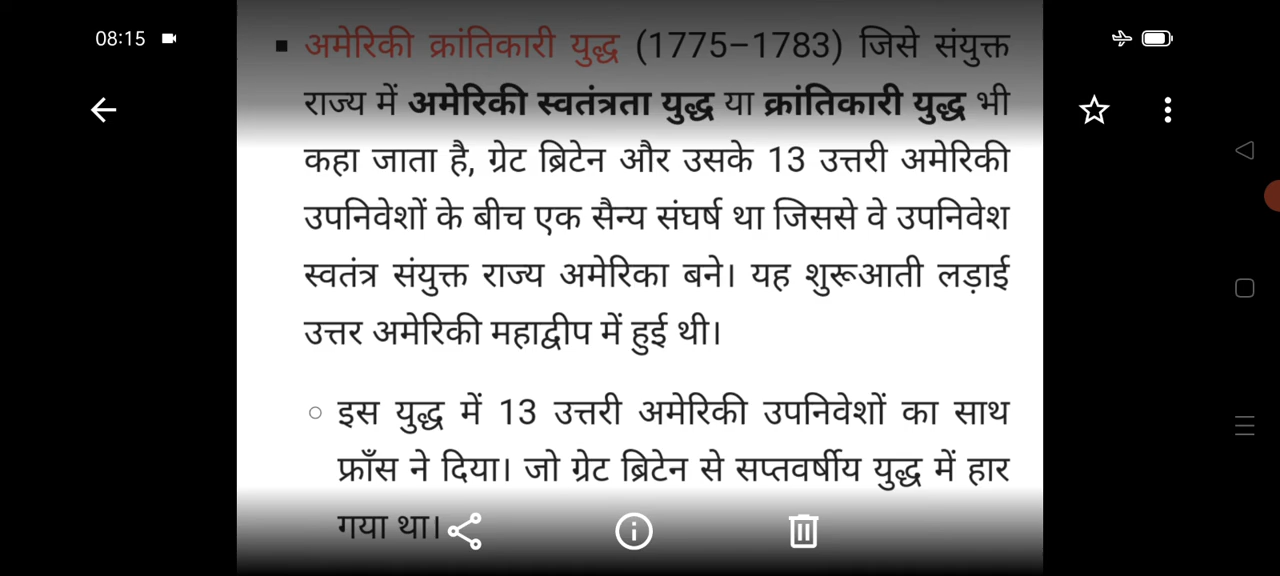 08:15
अमेरिकी क्रांतिकारी युद्ध (1775–1783) जिसे संयुक्त
राज्य में अमेरिकी स्वतंत्रता युद्ध या क्रांतिकारी युद्ध भी
कहा जाता है, ग्रेट ब्रिटेन और उसके 13 उत्तरी अमेरिकी
उपनिवेशों के बीच एक सैन्य संघर्ष था जिससे वे उपनिवेश
स्वतंत्र संयुक्त राज्य अमेरिका बने। यह शुरूआती लड़ाई
उत्तर अमेरिकी महाद्वीप में हुई थी।
इस युद्ध में 13 उत्तरी अमेरिकी उपनिवेशों का साथ
फ्राँस ने दिया। जो ग्रेट ब्रिटेन से सप्तवर्षीय युद्ध में हार
गया था।